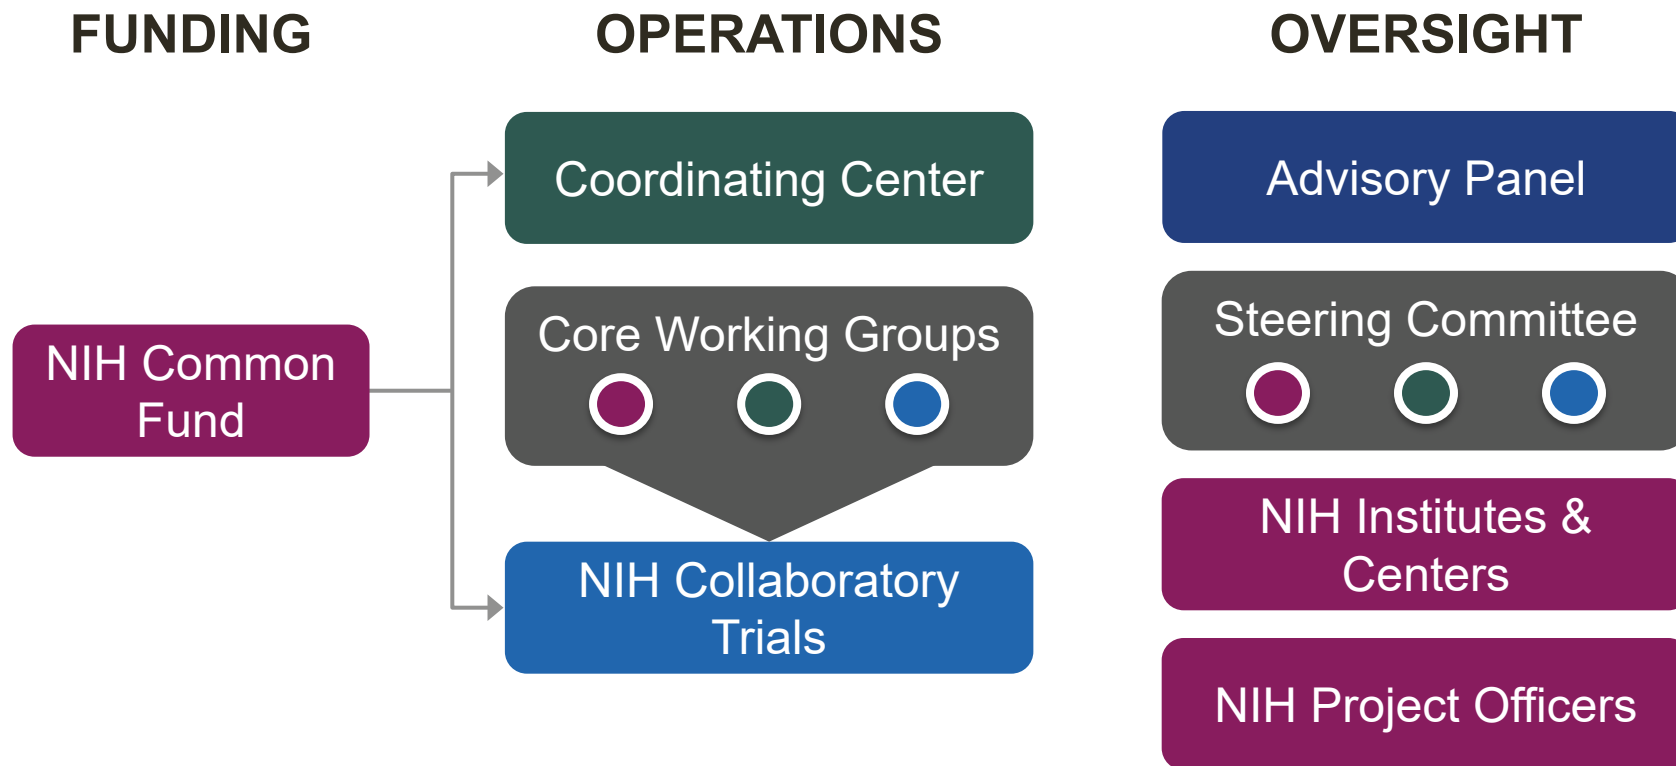 FUNDING
OPERATIONS
OVERSIGHT
NIH Common
Fund
Coordinating Center
Core Working Groups
NIH Collaboratory
Trials
Advisory Panel
Steering Committee
NIH Institutes &
Centers
NIH Project Officers